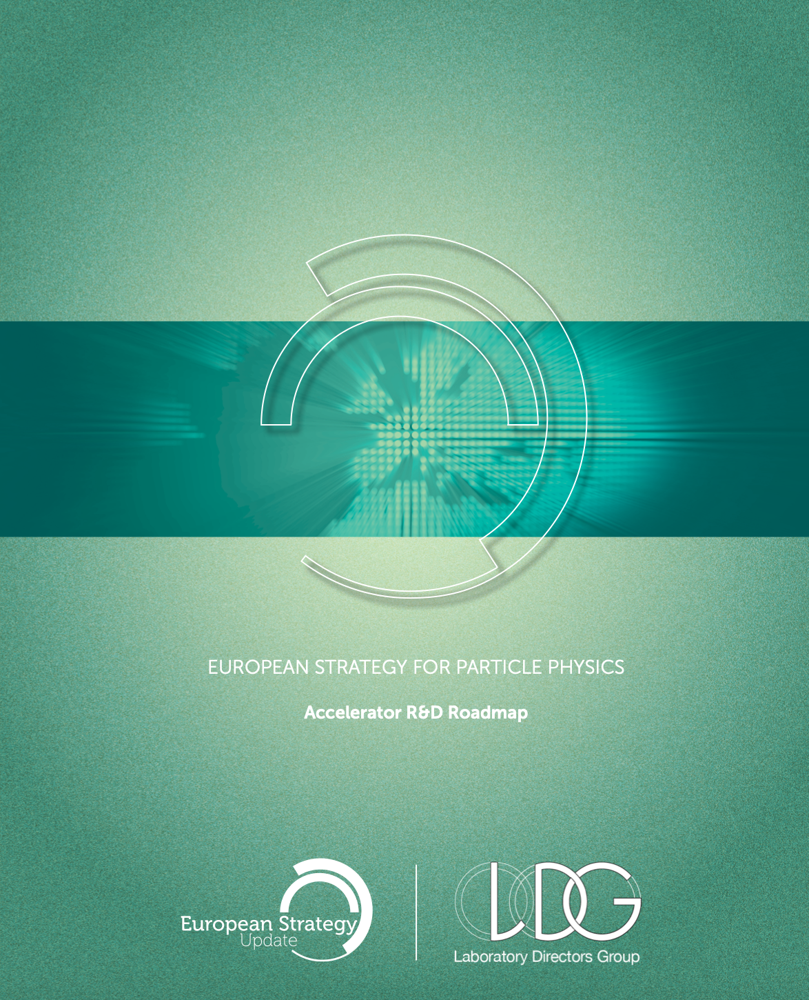 EUROPEAN STRATEGY FOR PARTICLE PHYSICS
Accelerator R&D Roadmap
European Strategy
Update
LDG
Laboratory Directors Group